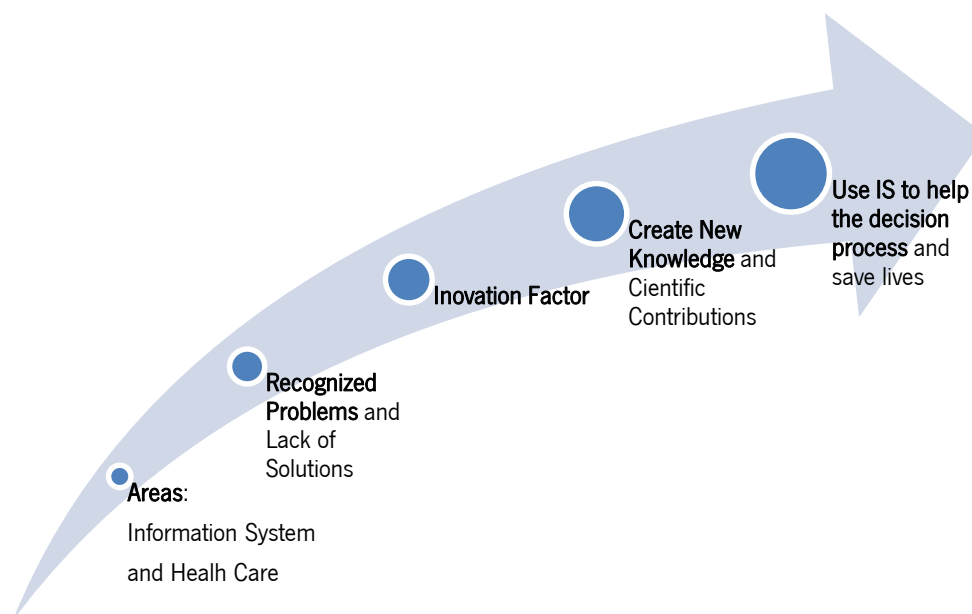 Areas:
Information System
and Healh Care
Recognized
Problems and
Lack of
Solutions
Inovation Factor
Create New
Knowledge and
Cientific
Contributions
Use IS to help
the decision
process and
save lives